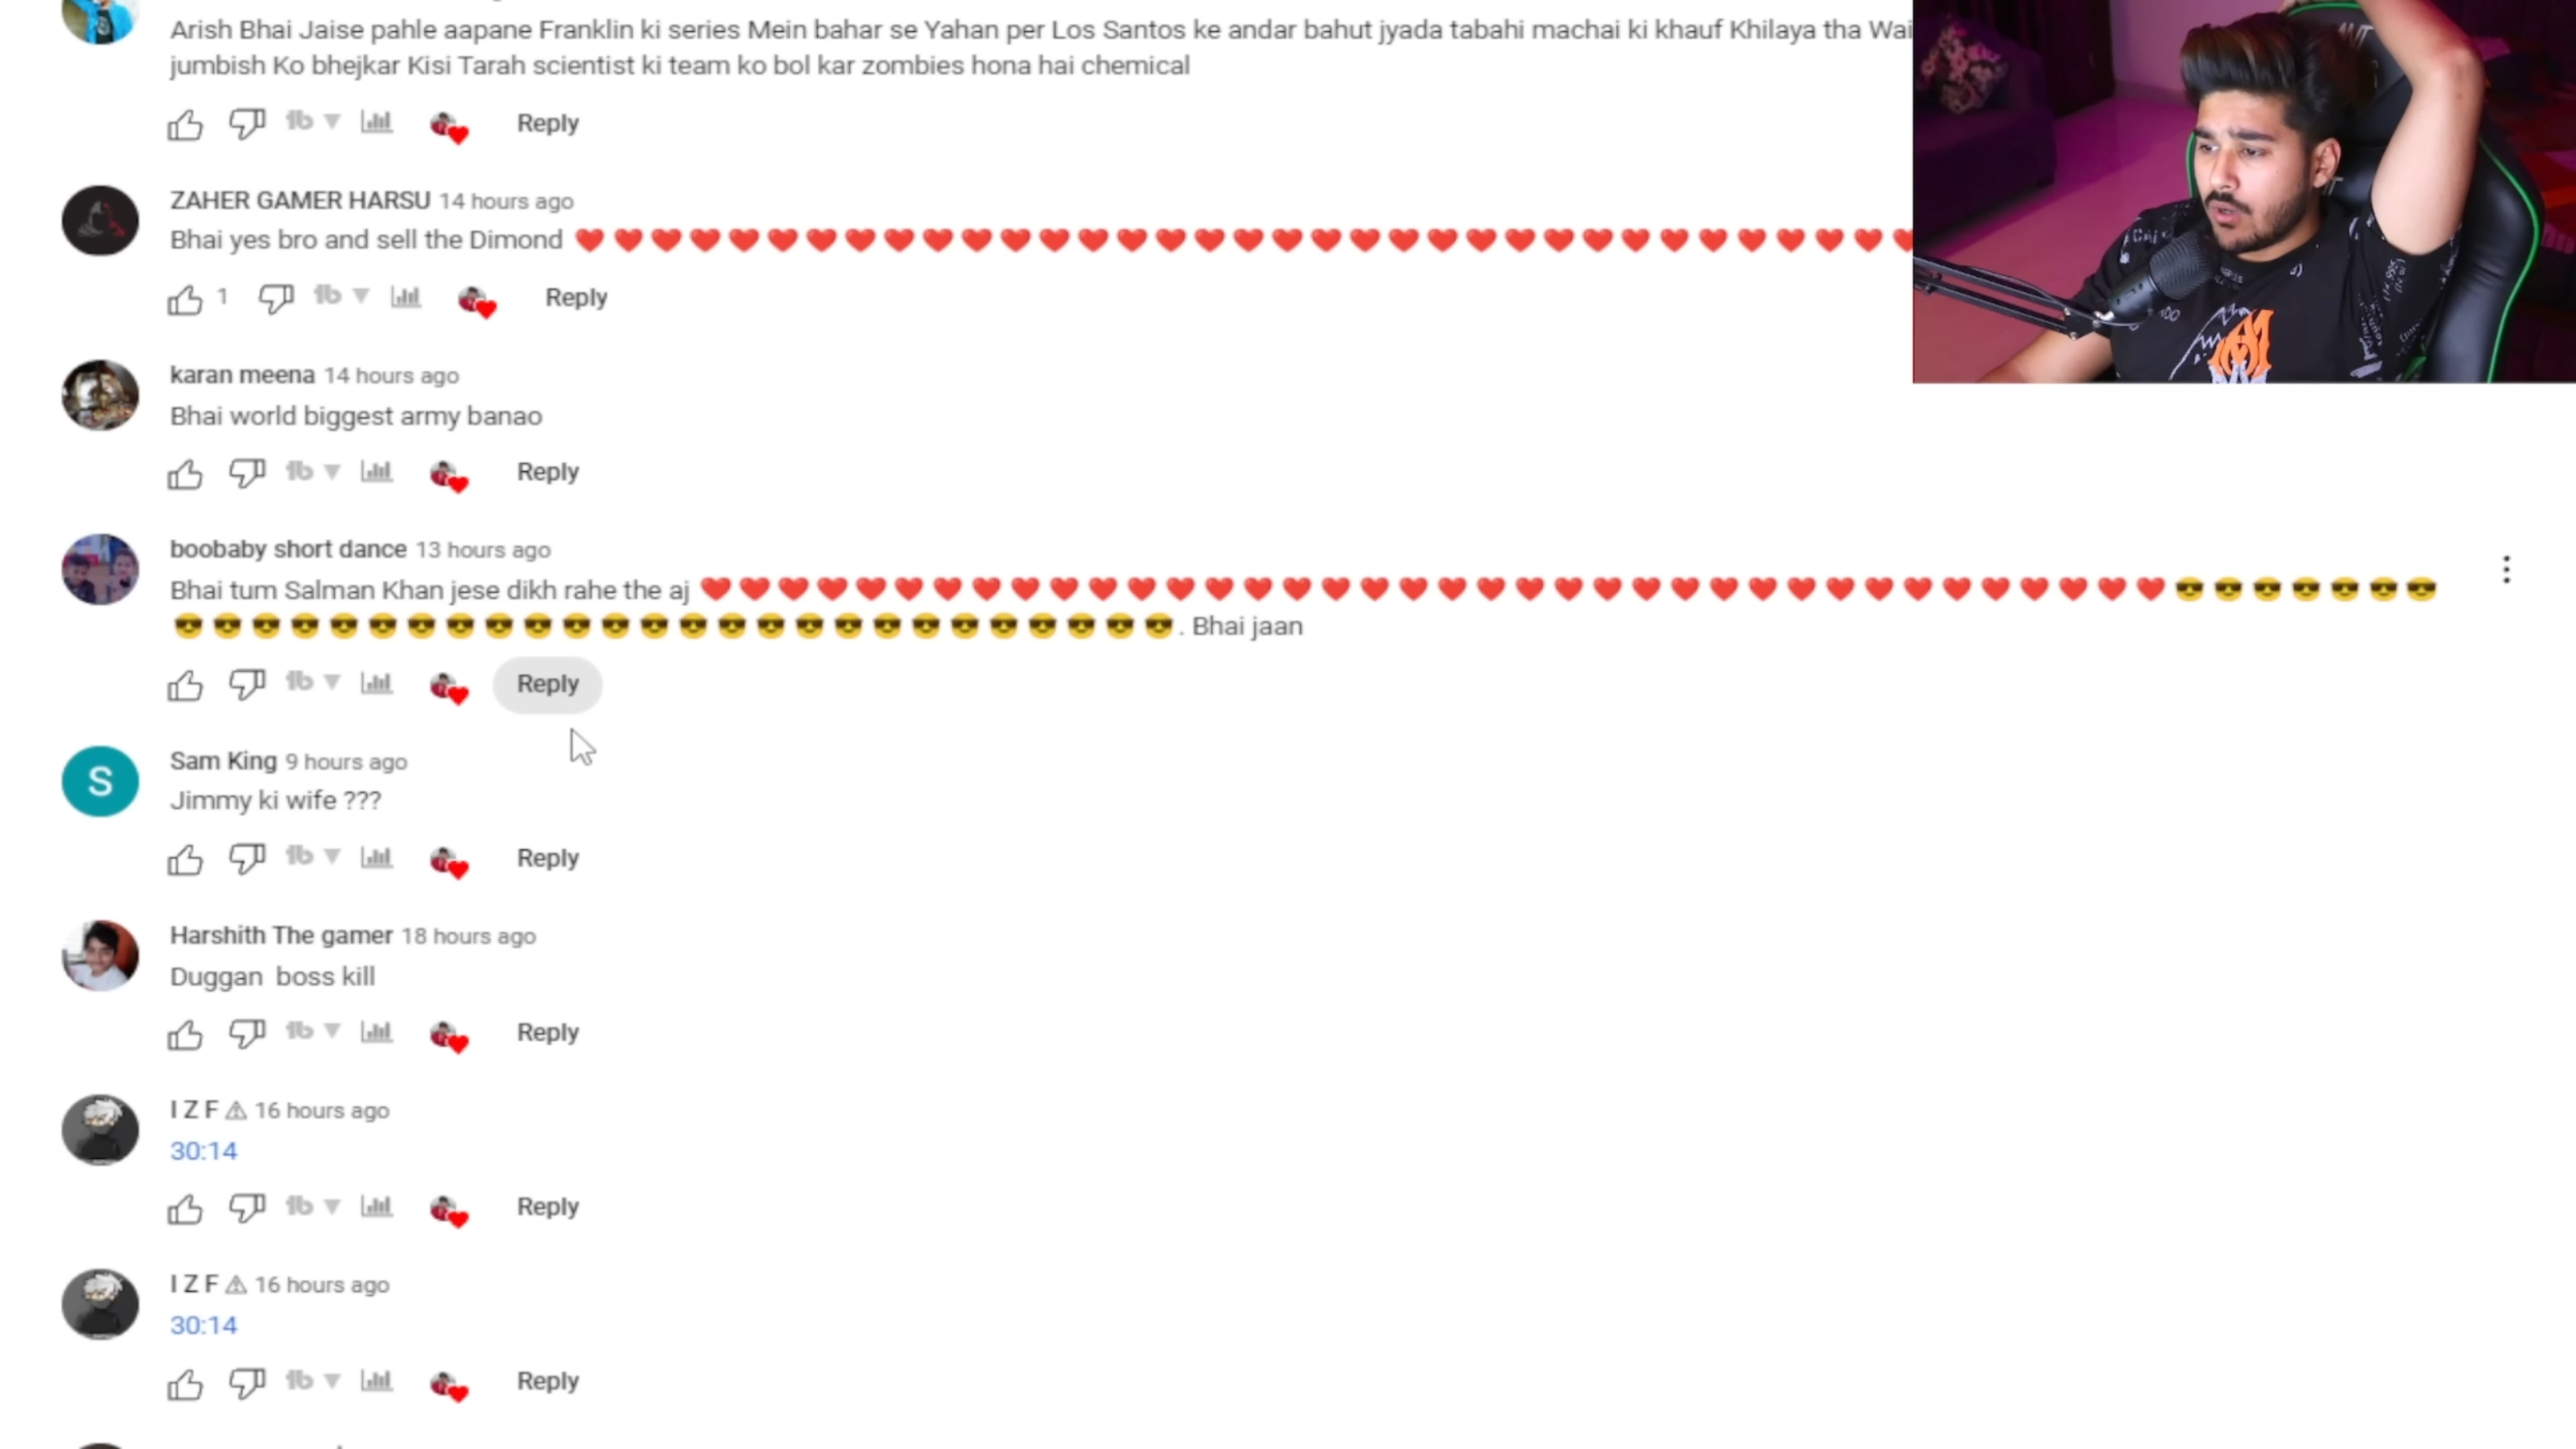 Arish Bhai Jaise pahle aapane Franklin ki series Mein bahar se Yahan per Los Santos ke andar bahut jyada tabahi machai ki khauf Khilaya tha Wai
jumbish Ko bhejkar Kisi Tarah scientist ki team ko bol kar zombies hona hai chemical
Reply
ZAHER GAMER HARSU 14 hours ago
Bhai yes bro and sell the Dimond ❤️❤️❤️❤️❤️❤️❤️❤️❤️❤️❤️❤️❤️❤️❤️❤️❤️❤️❤️❤️❤️❤️❤️❤️❤️❤️❤️❤️❤️❤️❤️❤️❤️❤️❤️
1 Reply
karan meena 14 hours ago
Bhai world biggest army banao
Reply
boobaby short dance 13 hours ago
Bhai tum Salman Khan jese dikh rahe the aj ❤️❤️❤️❤️❤️❤️❤️❤️❤️❤️❤️❤️❤️❤️❤️❤️❤️❤️❤️❤️❤️❤️❤️❤️❤️❤️❤️❤️❤️❤️❤️❤️❤️❤️❤️❤️❤️❤️😎😎😎😎😎😎😎
😎😎😎😎😎😎😎😎😎😎😎😎😎😎😎😎😎😎😎😎😎😎😎😎😎😎. Bhai jaan
Reply
Sam King 9 hours ago
S
Jimmy ki wife ???
Reply
Harshith The gamer 18 hours ago
Duggan boss kill
Reply
I Z F ⚠ 16 hours ago
30:14
Reply
I Z F ⚠ 16 hours ago
30:14
Reply